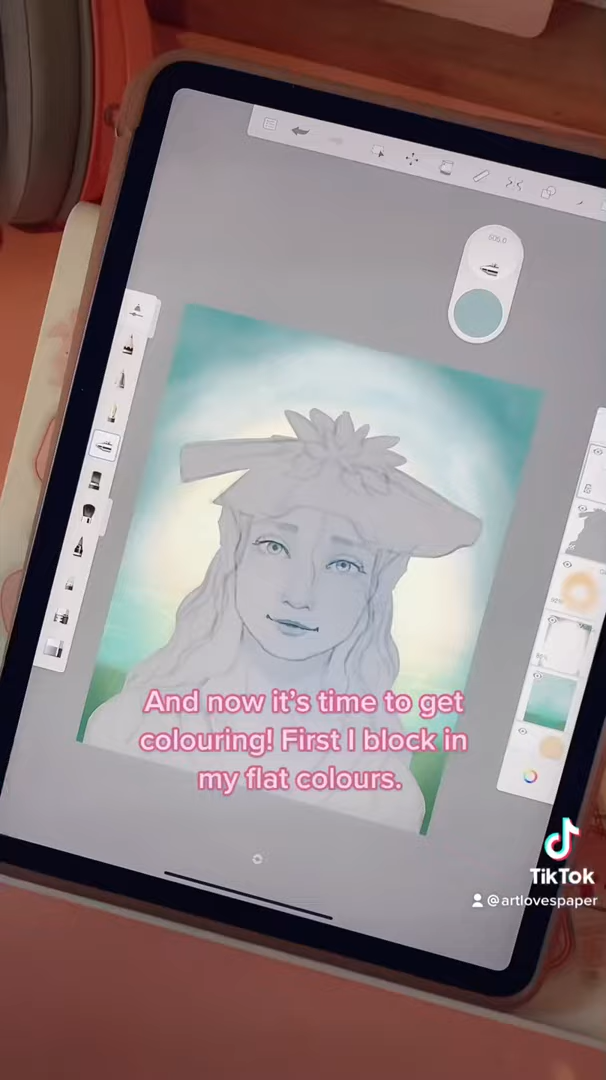 And now it's time to get
colouring! First I block in
my flat colours.
TikTok
@artlovespaper